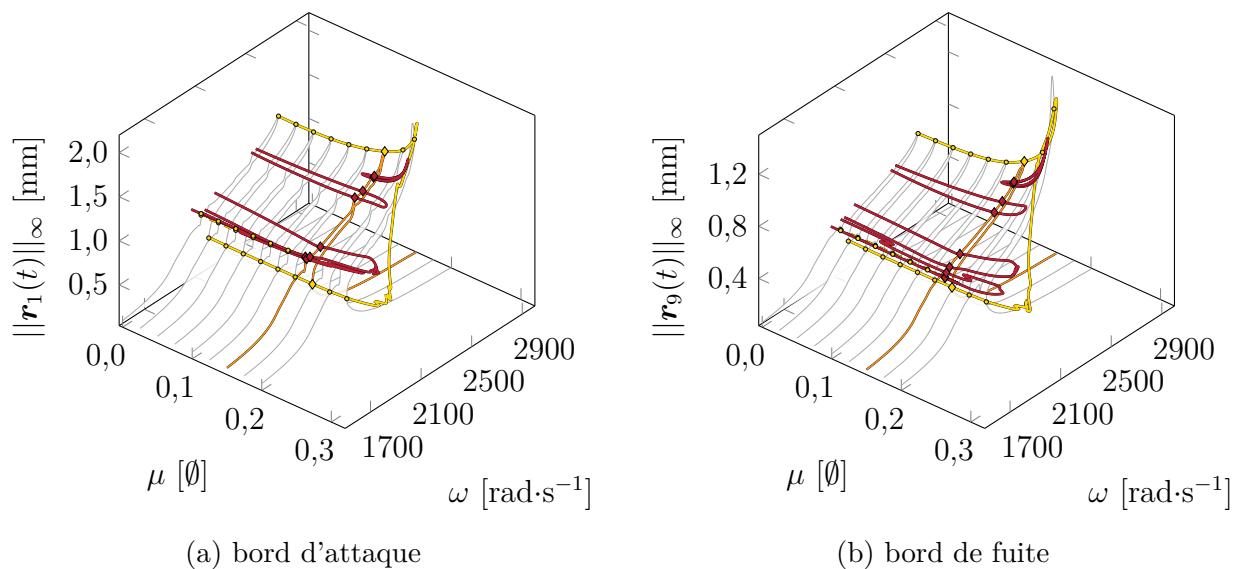 ||r₁(t)||∞ [mm]
2,0
1,5
1,0
0,5
0,0
0,1
0,2
0,3
μ [∅]
1700
2100
2500
2900
ω [rad·s⁻¹]
(a) bord d'attaque
||r₉(t)||∞ [mm]
1,2
0,8
0,4
0,0
0,1
0,2
0,3
μ [∅]
1700
2100
2500
2900
ω [rad·s⁻¹]
(b) bord de fuite